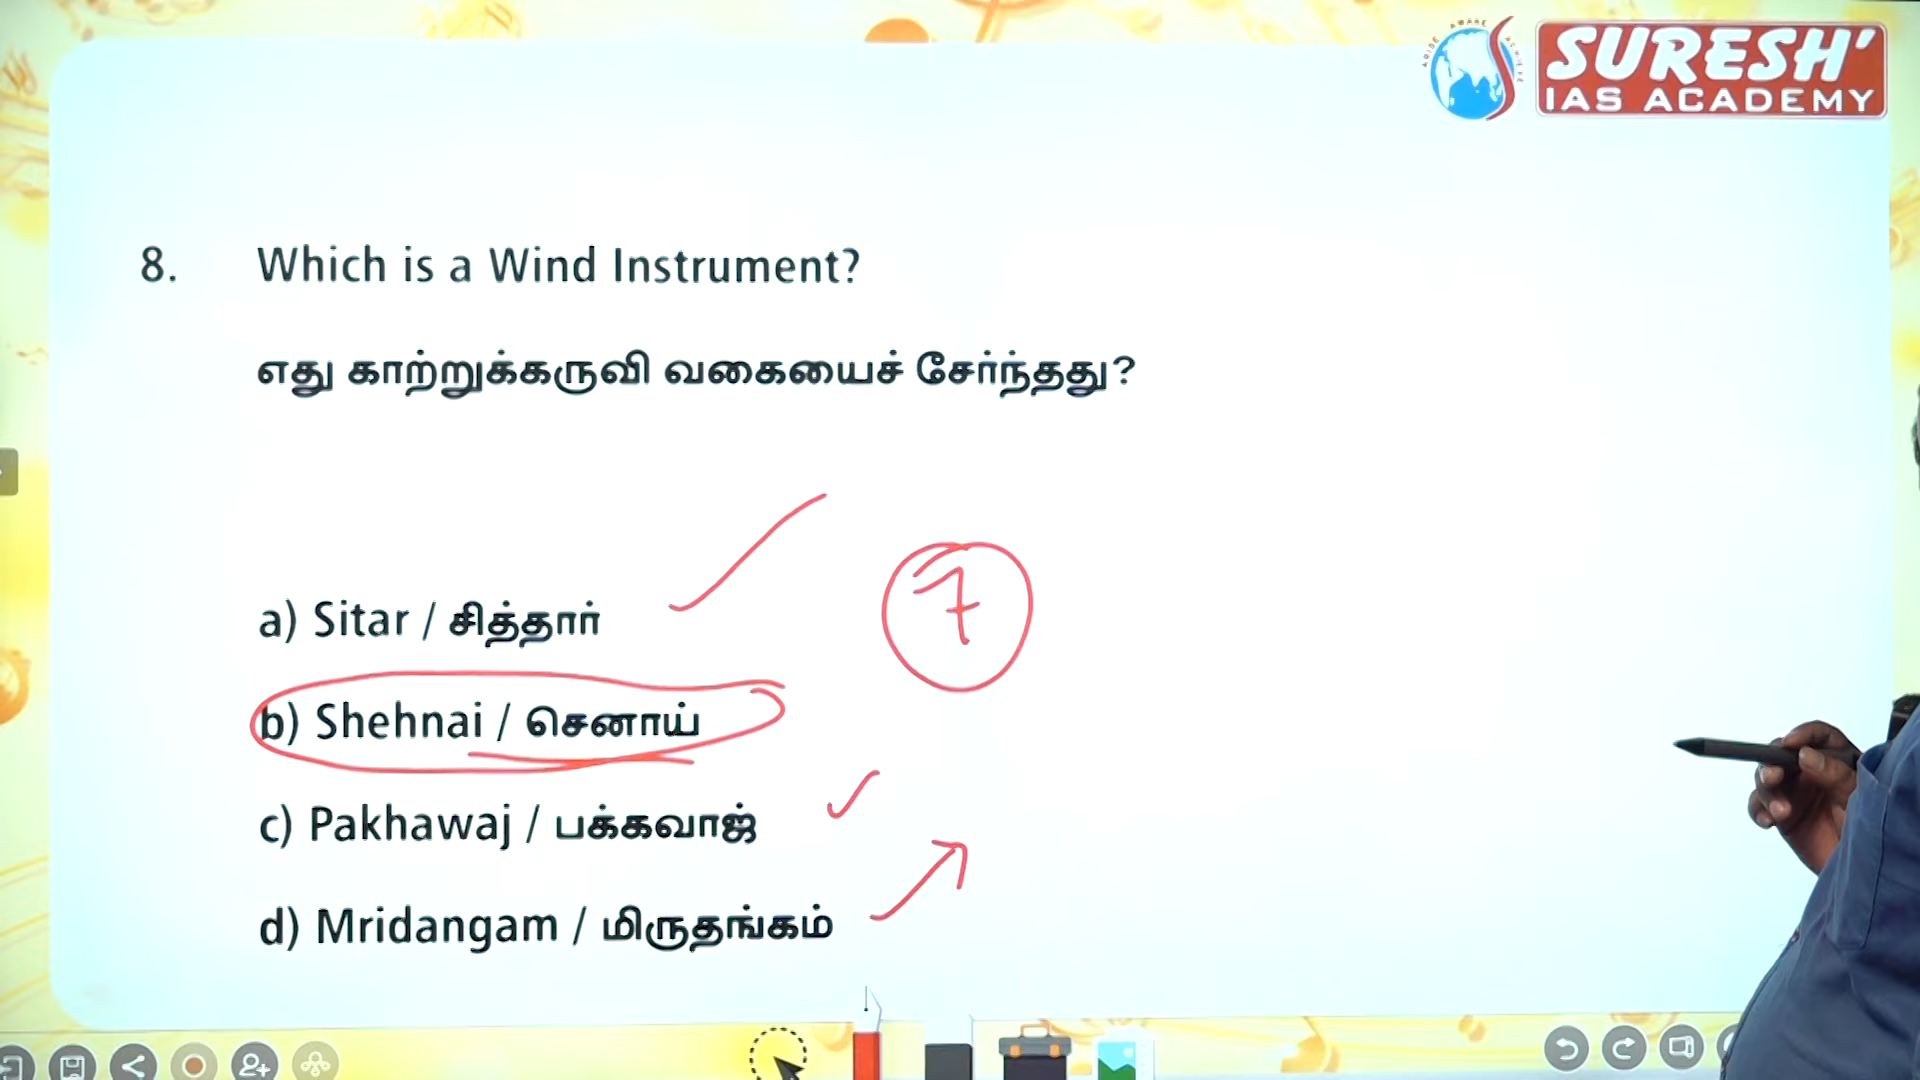 SURESH'
IAS ACADEMY
8. Which is a Wind Instrument?
எது காற்றுக்கருவி வகையைச் சேர்ந்தது?
7
a) Sitar / சித்தார்
b) Shehnai / செனாய்
c) Pakhawaj / பக்கவாஜ்
d) Mridangam / மிருதங்கம்